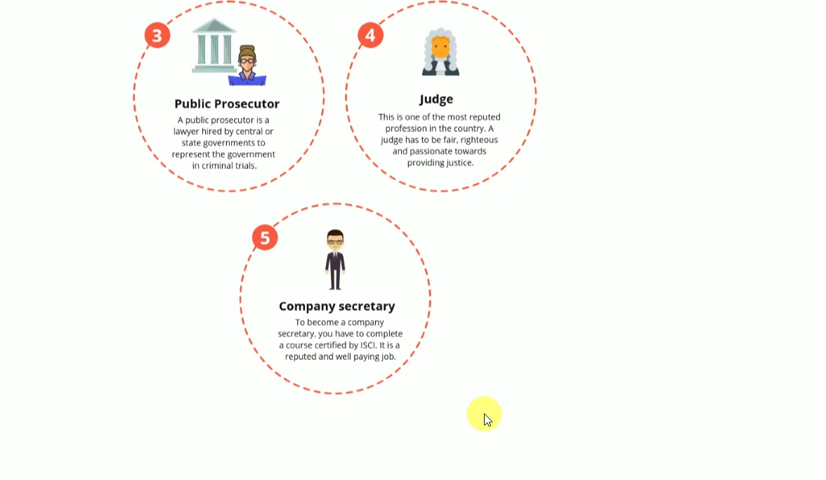 3
Public Prosecutor
A public prosecutor is a
lawyer hired by central or
state governments to
represent the government
in criminal trials.
4
Judge
This is one of the most reputed
profession in the country. A
judge has to be fair, righteous
and passionate towards
providing justice.
5
Company secretary
To become a company
secretary, you have to complete
a course certified by ISCI. It is a
reputed and well paying job.